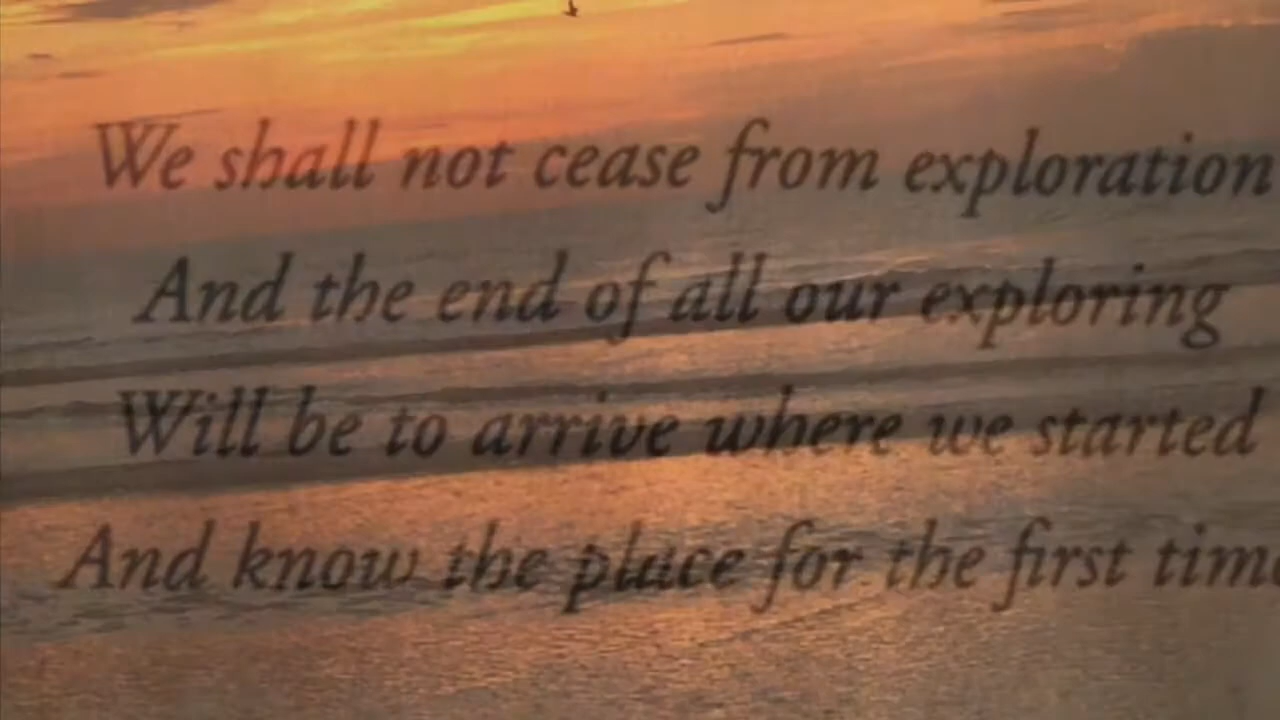 We shall not cease from exploration
And the end of all our exploring
Will be to arrive where we started
And know the place for the first time